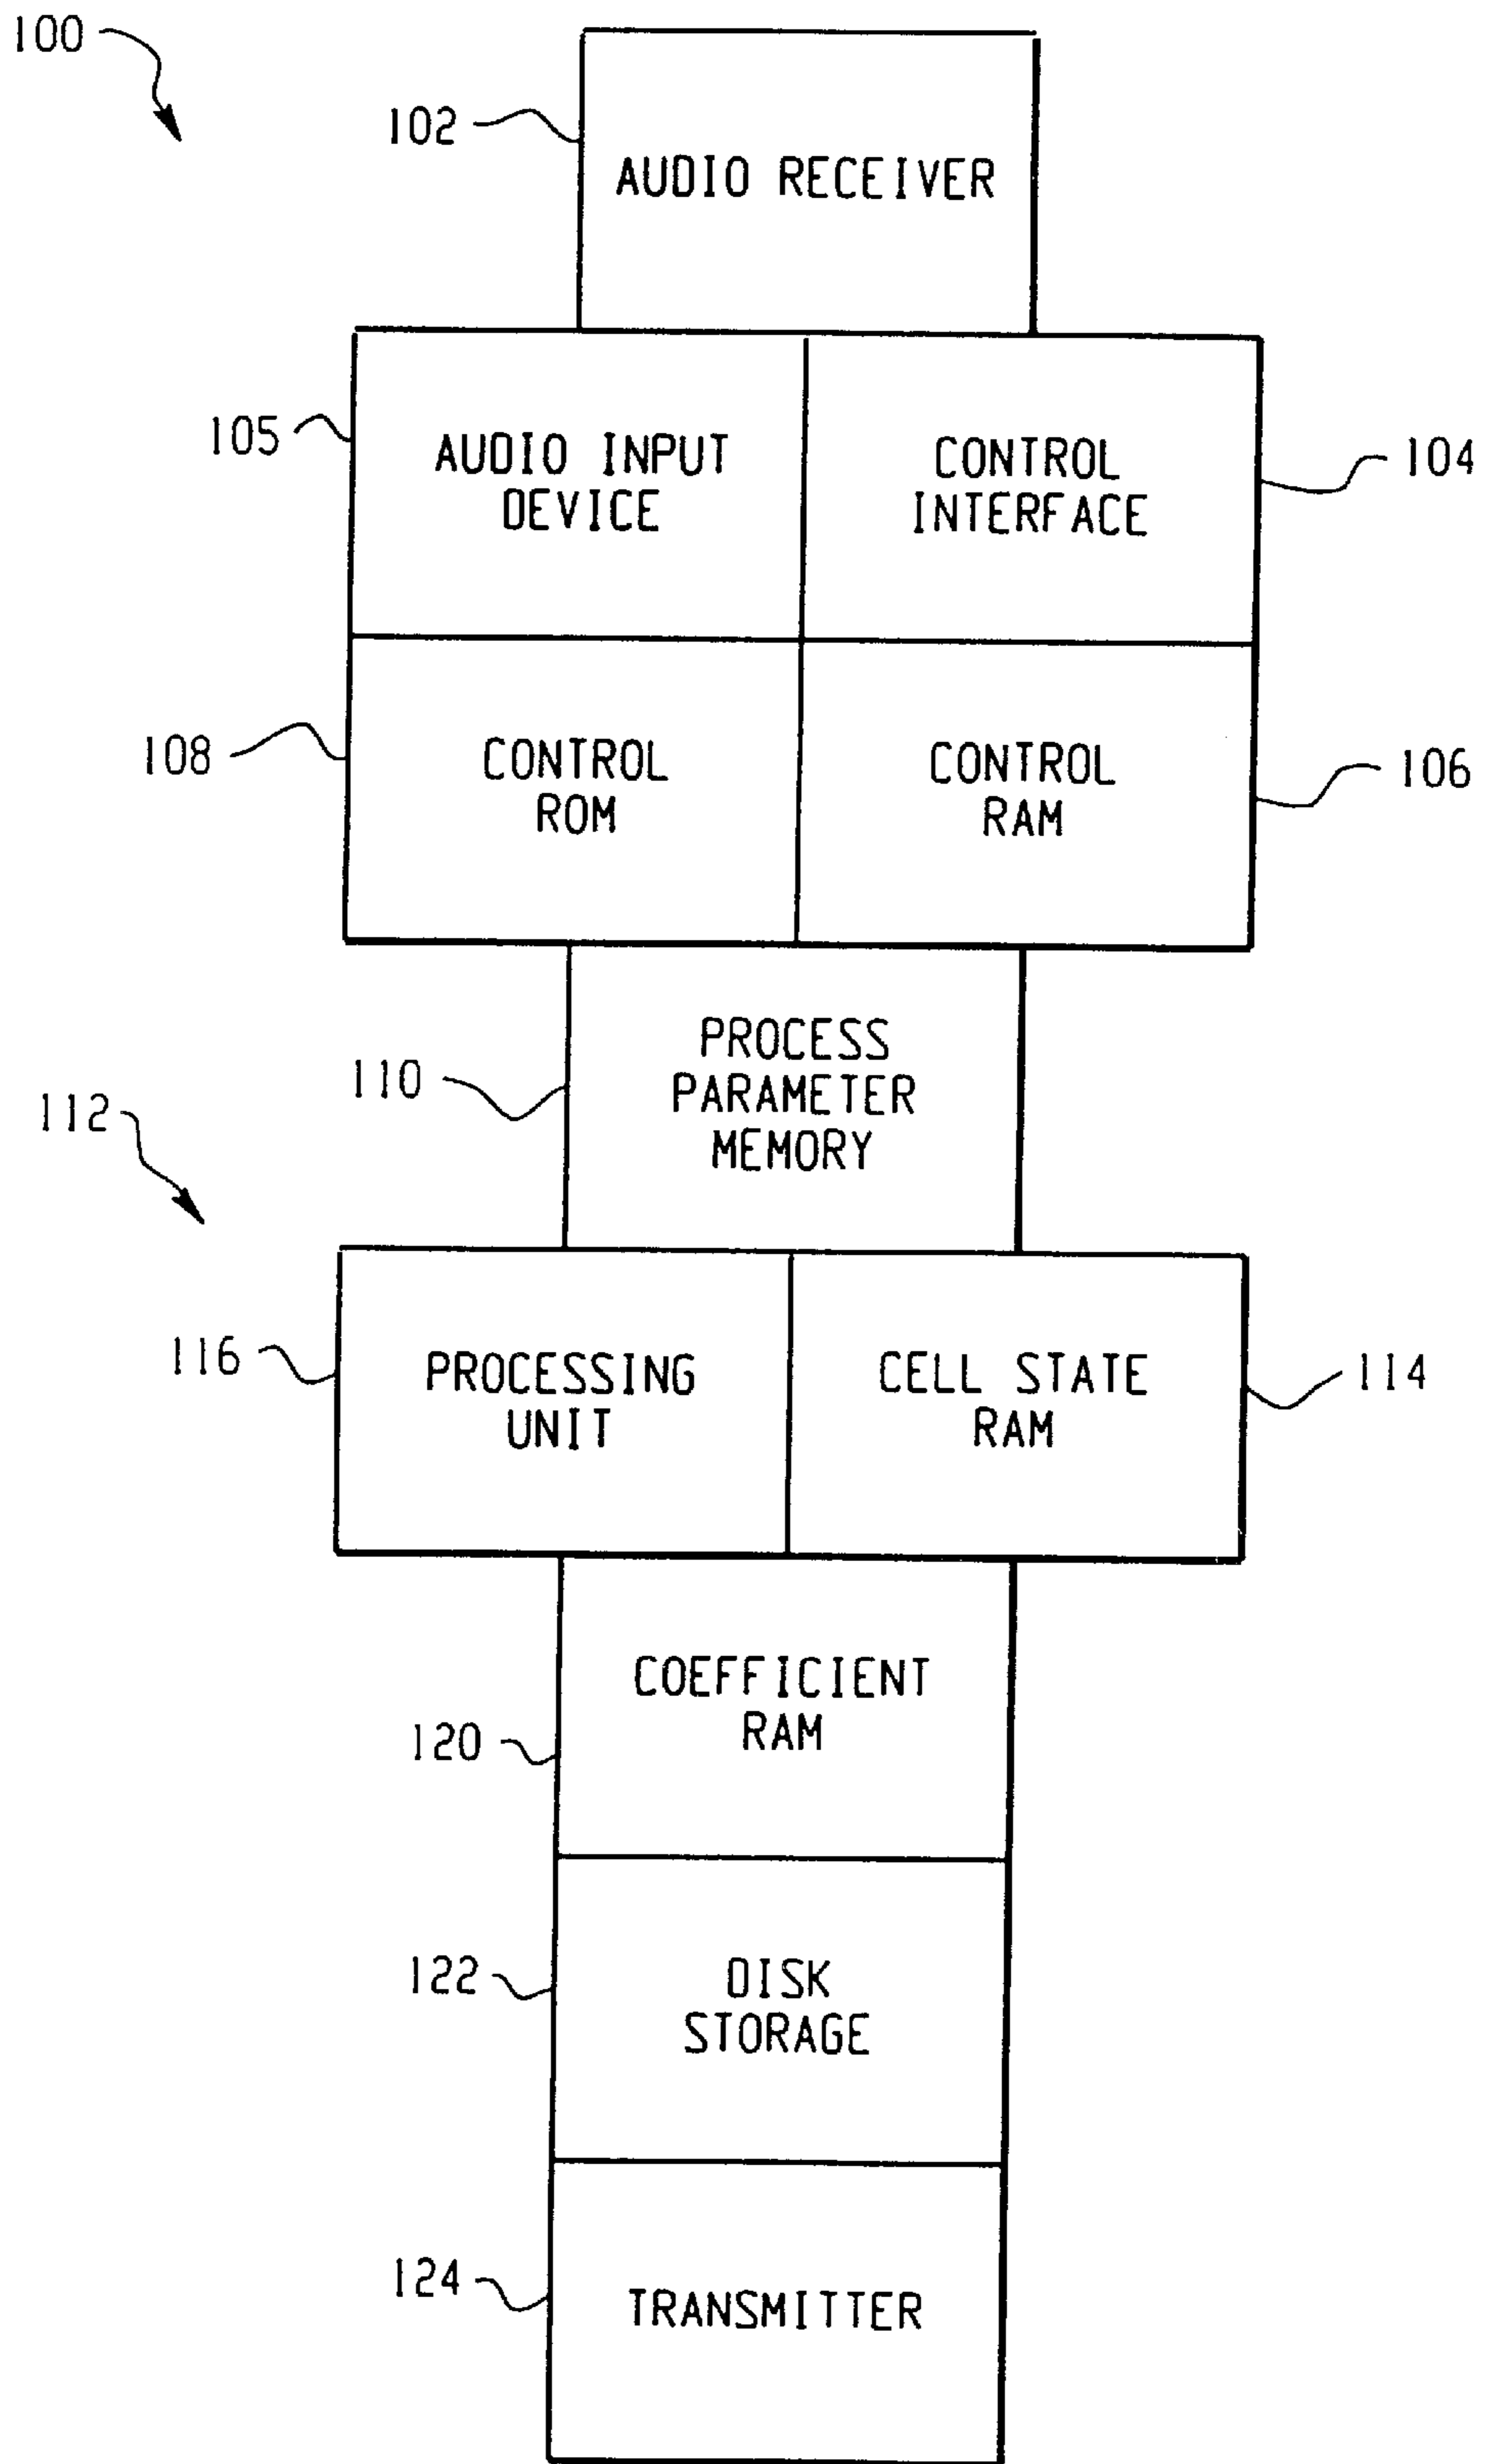 100
102
AUDIO RECEIVER
105
AUDIO INPUT
DEVICE
CONTROL
INTERFACE
104
108
CONTROL
ROM
CONTROL
RAM
106
110
PROCESS
PARAMETER
MEMORY
112
116
PROCESSING
UNIT
CELL STATE
RAM
114
COEFFICIENT
RAM
120
122
DISK
STORAGE
124
TRANSMITTER